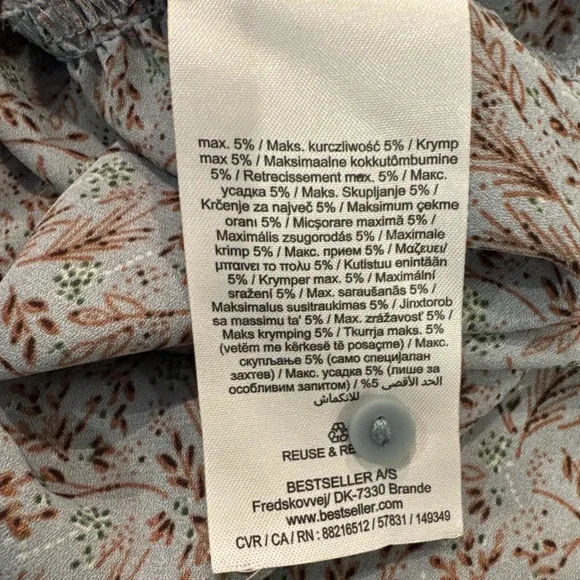 max. 5% / Maks. kurczliwość 5% / Krymp
max 5% / Maksimaalne kokkutõmbumine
5% / Retrecissement max. 5% / Макс.
усадка 5% / Maks. Skupljanje 5% /
Krčenje za največ 5% / Maksimum çekme
oranı 5% / Micşorare maximă 5% /
Maximális zsugorodás 5% / Maximale
krimp 5% / Макс. прием 5% / Μαζευει/
μπαινει το πολυ 5% / Kutistuu enintään
5% / Krymper max. 5% / Maximální
sražení 5% / Max. saraušanās 5% /
Maksimalus susitraukimas 5% / Jinxtorob
sa massimu ta' 5% / Max. zrážavosť 5% /
Maks krymping 5% / Tkurrja maks. 5%
(vetëm me kërkesë të posaçme) / Макс.
скупљање 5% (само специјалан
захтев) / Макс. усадка 5% (лише за
особливим запитом) / %5 الحد الأقصى
للانكماش
REUSE & RE
BESTSELLER A/S
Fredskovvej/ DK-7330 Brande
www.bestseller.com
CVR / CA / RN : 88216512 / 57831 / 149349